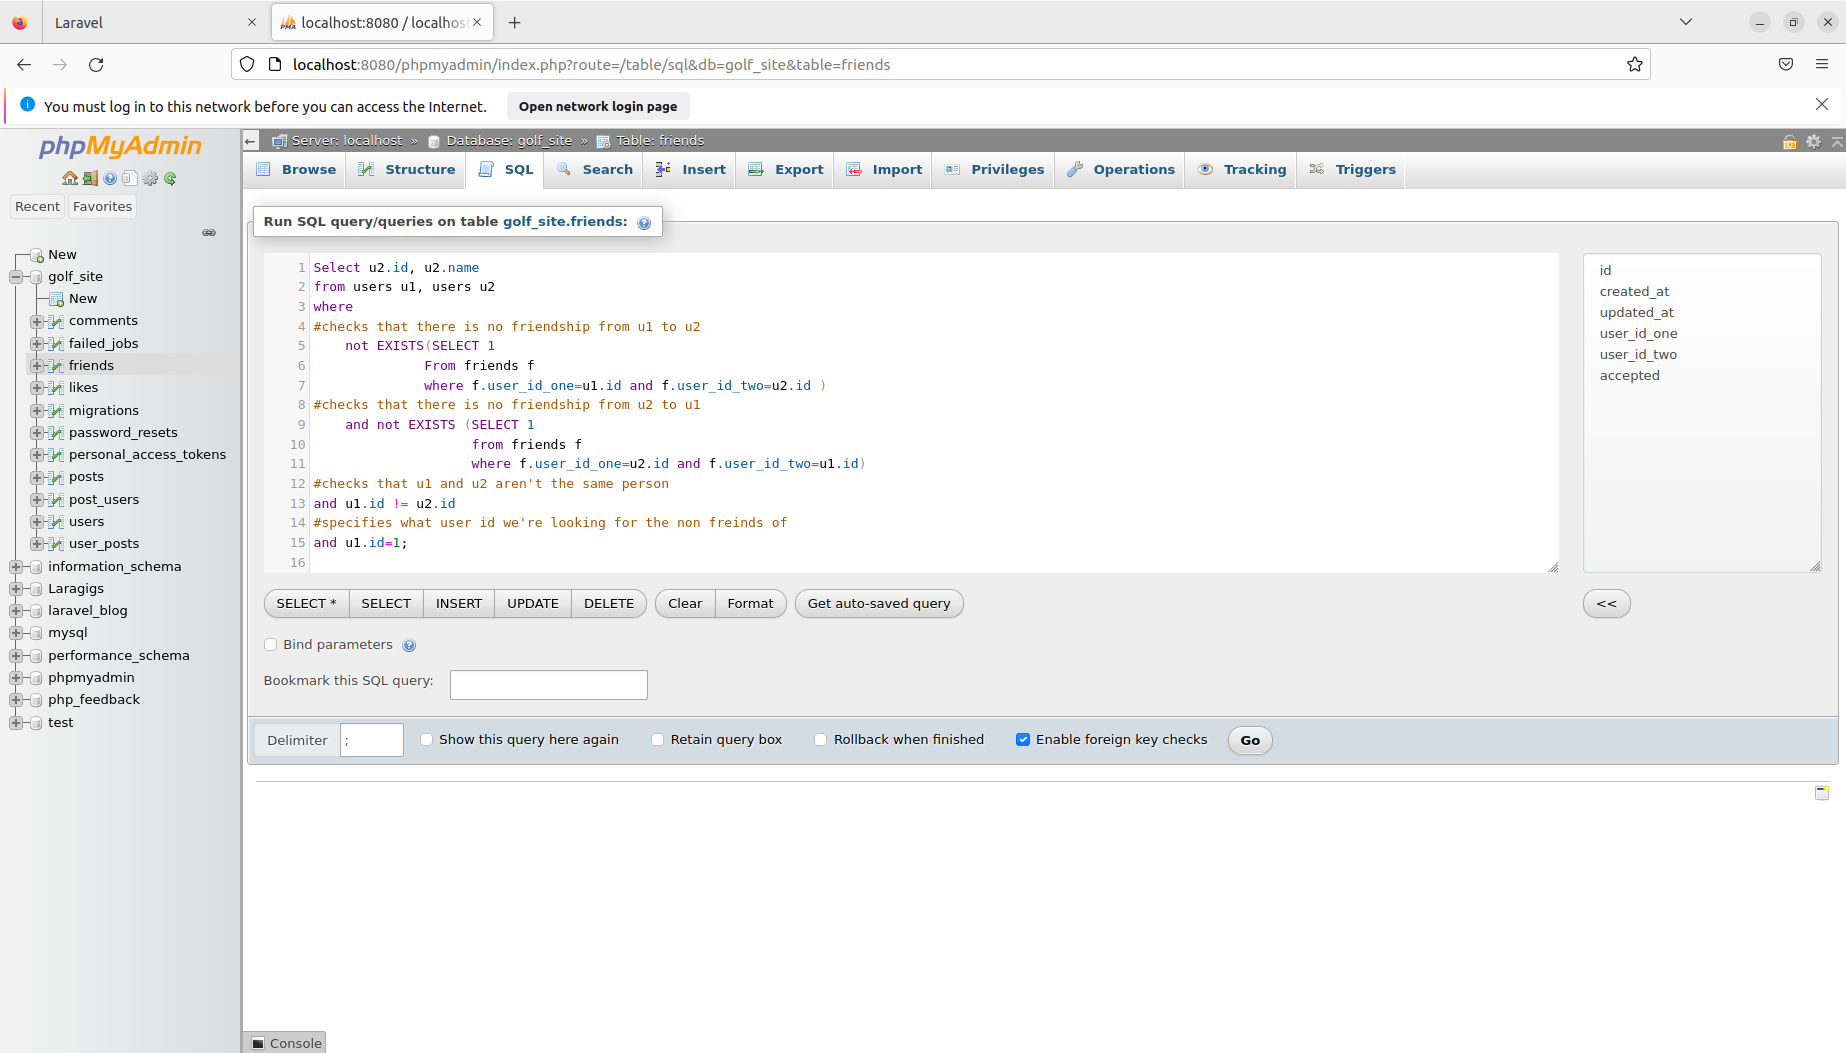 Laravel
localhost:8080 / localhos
localhost:8080/phpmyadmin/index.php?route=/table/sql&db=golf_site&table=friends
You must log in to this network before you can access the Internet.
Open network login page
phpMyAdmin
Recent
Favorites
New
golf_site
New
comments
failed_jobs
friends
likes
migrations
password_resets
personal_access_tokens
posts
post_users
users
user_posts
information_schema
Laragigs
laravel_blog
mysql
performance_schema
phpmyadmin
php_feedback
test
Server: localhost » Database: golf_site » Table: friends
Browse
Structure
SQL
Search
Insert
Export
Import
Privileges
Operations
Tracking
Triggers
Run SQL query/queries on table golf_site.friends:
1 Select u2.id, u2.name
2 from users u1, users u2
3 where
4 #checks that there is no friendship from u1 to u2
5     not EXISTS(SELECT 1
6               From friends f
7               where f.user_id_one=u1.id and f.user_id_two=u2.id )
8 #checks that there is no friendship from u2 to u1
9     and not EXISTS (SELECT 1
10                     from friends f
11                     where f.user_id_one=u2.id and f.user_id_two=u1.id)
12 #checks that u1 and u2 aren't the same person
13 and u1.id != u2.id
14 #specifies what user id we're looking for the non freinds of
15 and u1.id=1;
16
id
created_at
updated_at
user_id_one
user_id_two
accepted
SELECT *
SELECT
INSERT
UPDATE
DELETE
Clear
Format
Get auto-saved query
<<
Bind parameters
Bookmark this SQL query:
Delimiter
;
Show this query here again
Retain query box
Rollback when finished
Enable foreign key checks
Go
Console